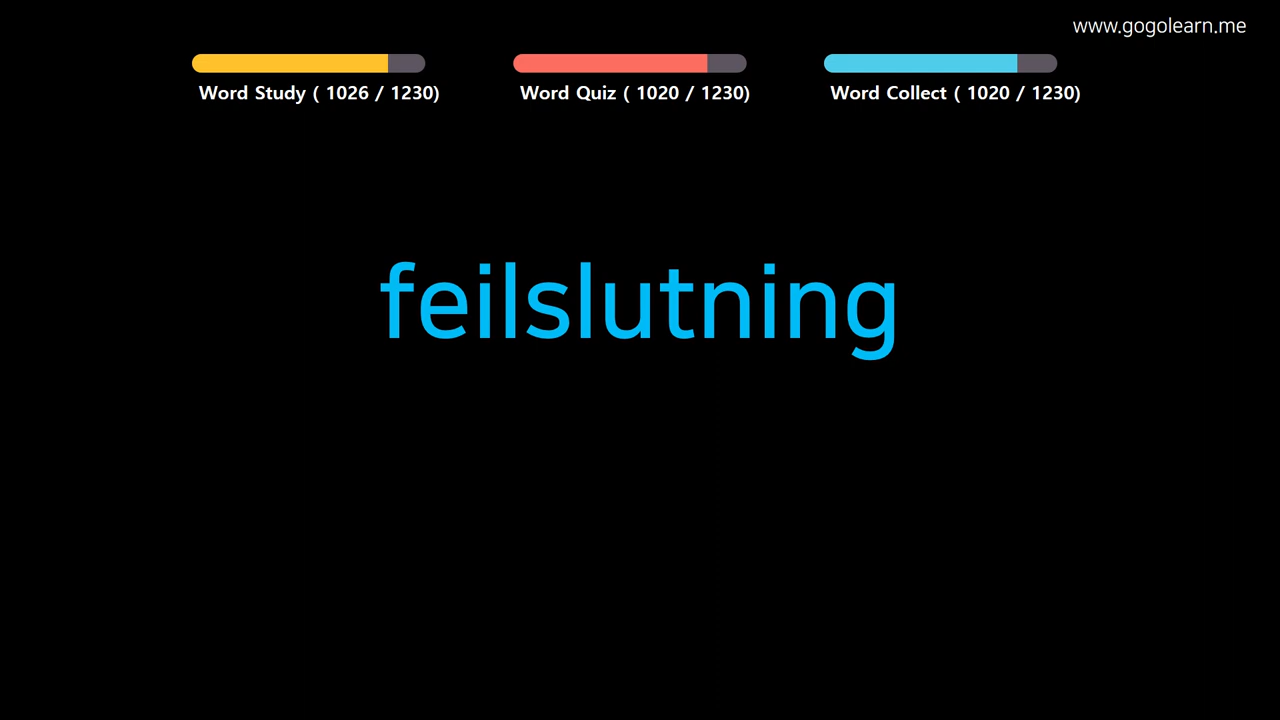 www.gogolearn.me
Word Study ( 1026 / 1230)
Word Quiz ( 1020 / 1230)
Word Collect ( 1020 / 1230)
feilslutning